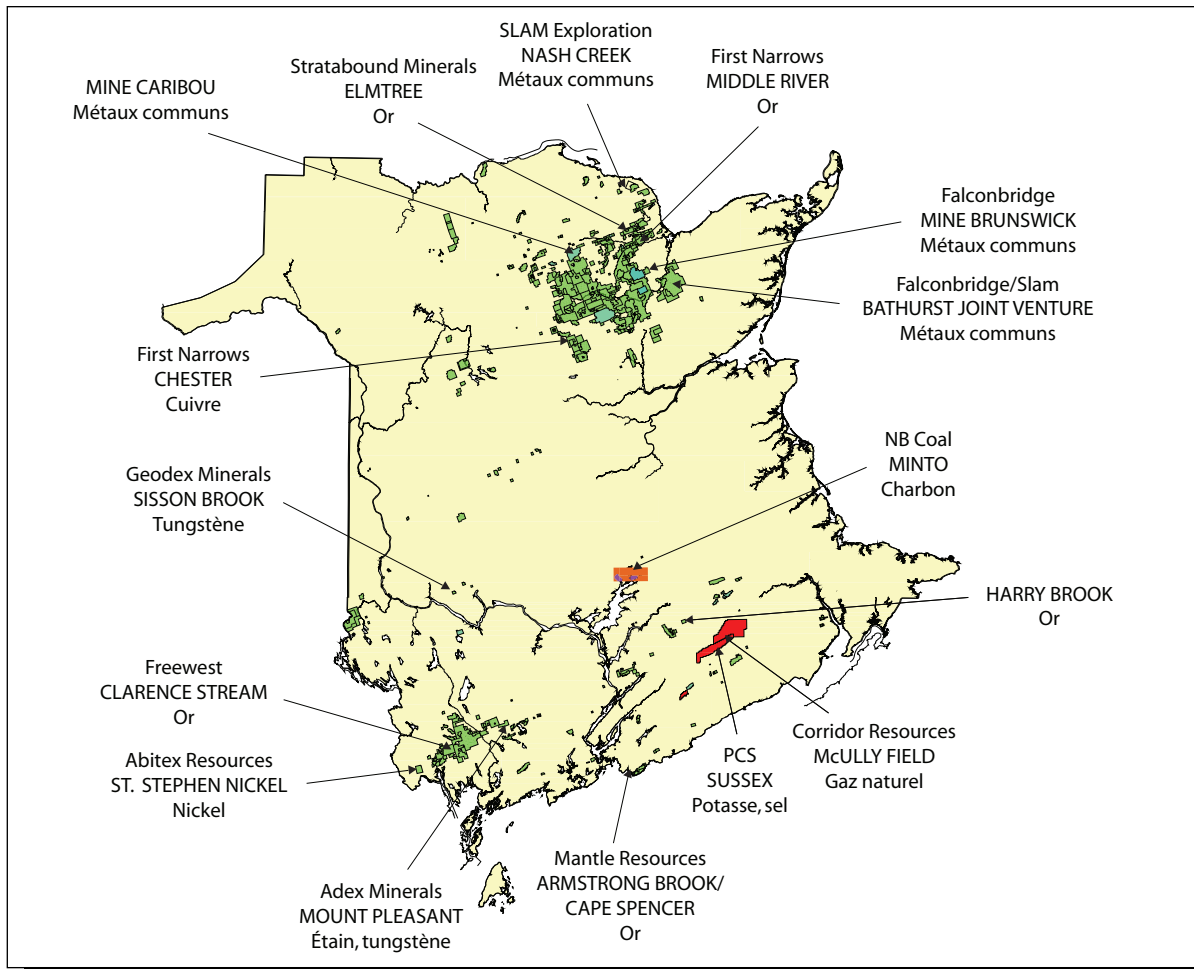 SLAM Exploration
NASH CREEK
Métaux communs
First Narrows
MIDDLE RIVER
Or
Stratabound Minerals
ELMTREE
Or
MINE CARIBOU
Métaux communs
Falconbridge
MINE BRUNSWICK
Métaux communs
Falconbridge/Slam
BATHURST JOINT VENTURE
Métaux communs
First Narrows
CHESTER
Cuivre
NB Coal
MINTO
Charbon
Geodex Minerals
SISSON BROOK
Tungstène
HARRY BROOK
Or
Freewest
CLARENCE STREAM
Or
Corridor Resources
McULLY FIELD
Gaz naturel
PCS
SUSSEX
Potasse, sel
Abitex Resources
ST. STEPHEN NICKEL
Nickel
Mantle Resources
ARMSTRONG BROOK/
CAPE SPENCER
Or
Adex Minerals
MOUNT PLEASANT
Étain, tungstène